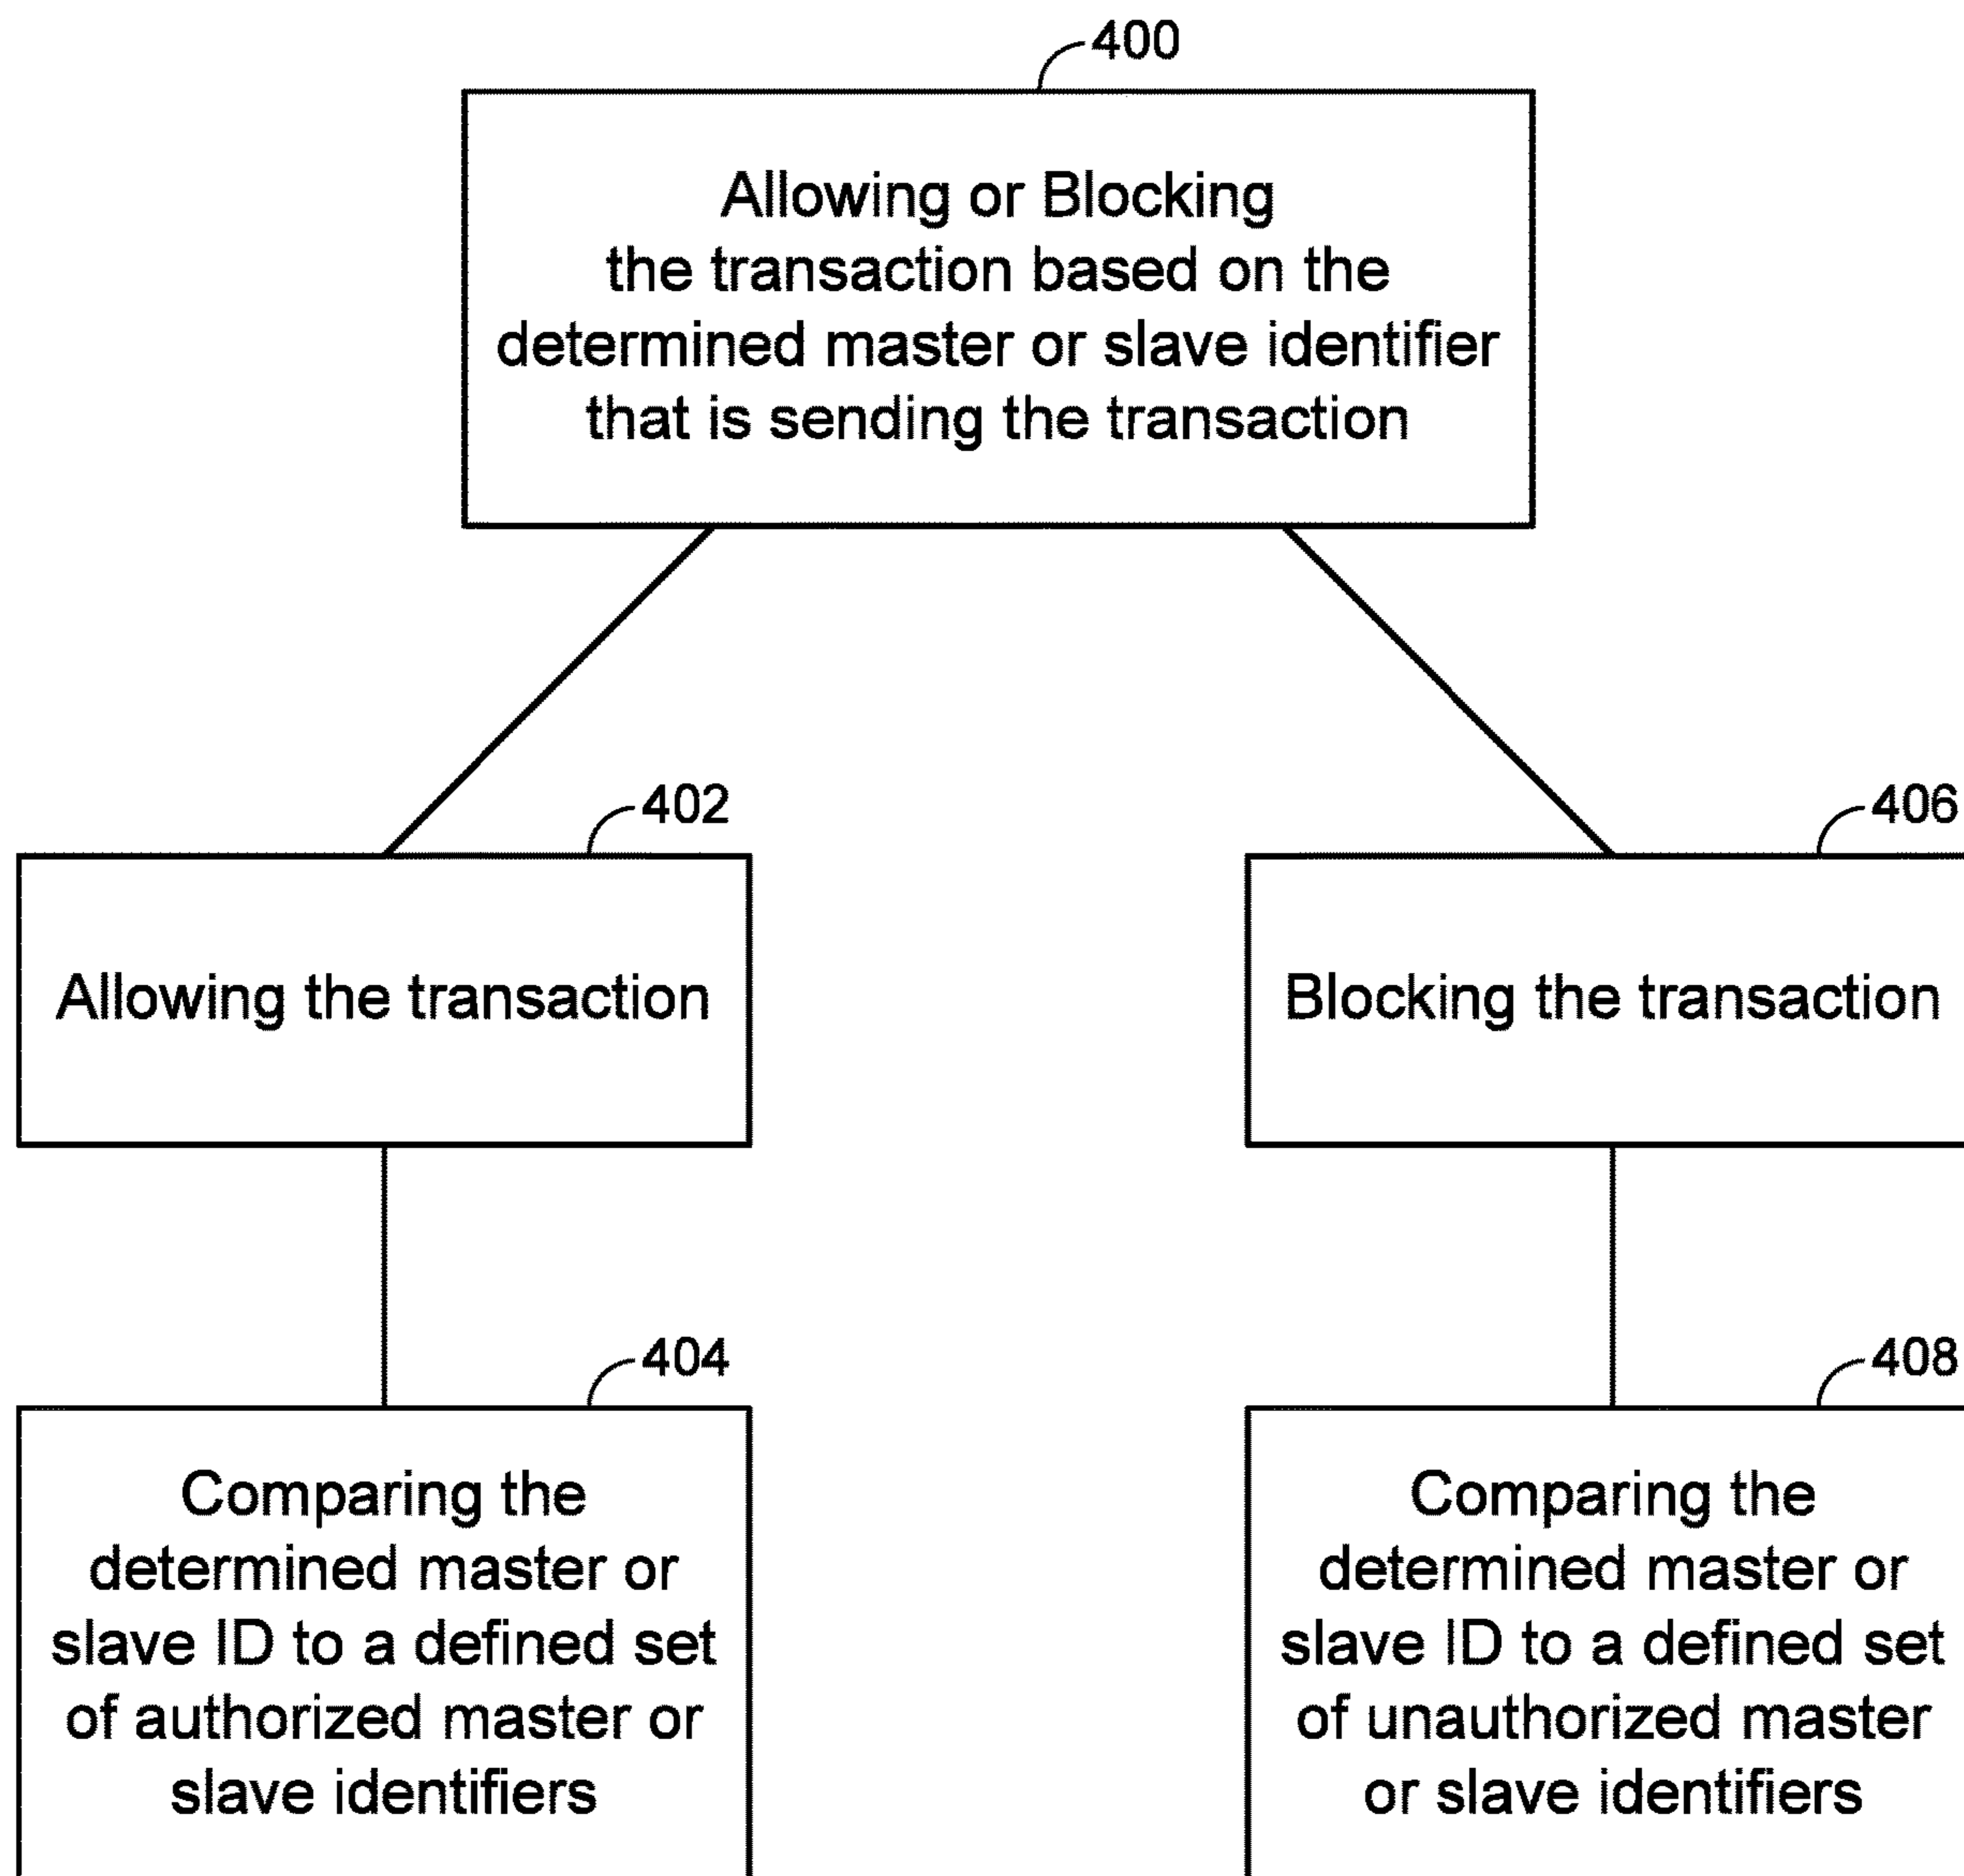 400
Allowing or Blocking
the transaction based on the
determined master or slave identifier
that is sending the transaction
402
Allowing the transaction
406
Blocking the transaction
404
Comparing the
determined master or
slave ID to a defined set
of authorized master or
slave identifiers
408
Comparing the
determined master or
slave ID to a defined set
of unauthorized master
or slave identifiers